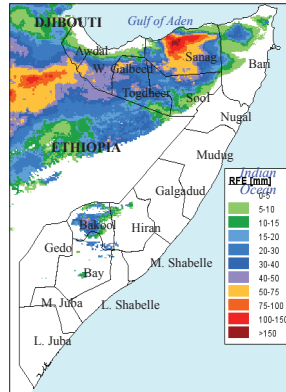 DJIBOUTI
Gulf of Aden
Awdal
W. Galbeed
Sanag
Bari
Togdheer
Sool
Nugal
ETHIOPIA
Mudug
Indian
Ocean
RFE [mm]
0-5
5-10
10-15
15-20
20-30
30-40
40-50
50-75
75-100
100-150
>150
Galgadud
Bakool
Hiran
Gedo
Bay
M. Shabelle
M. Juba
L. Shabelle
L. Juba